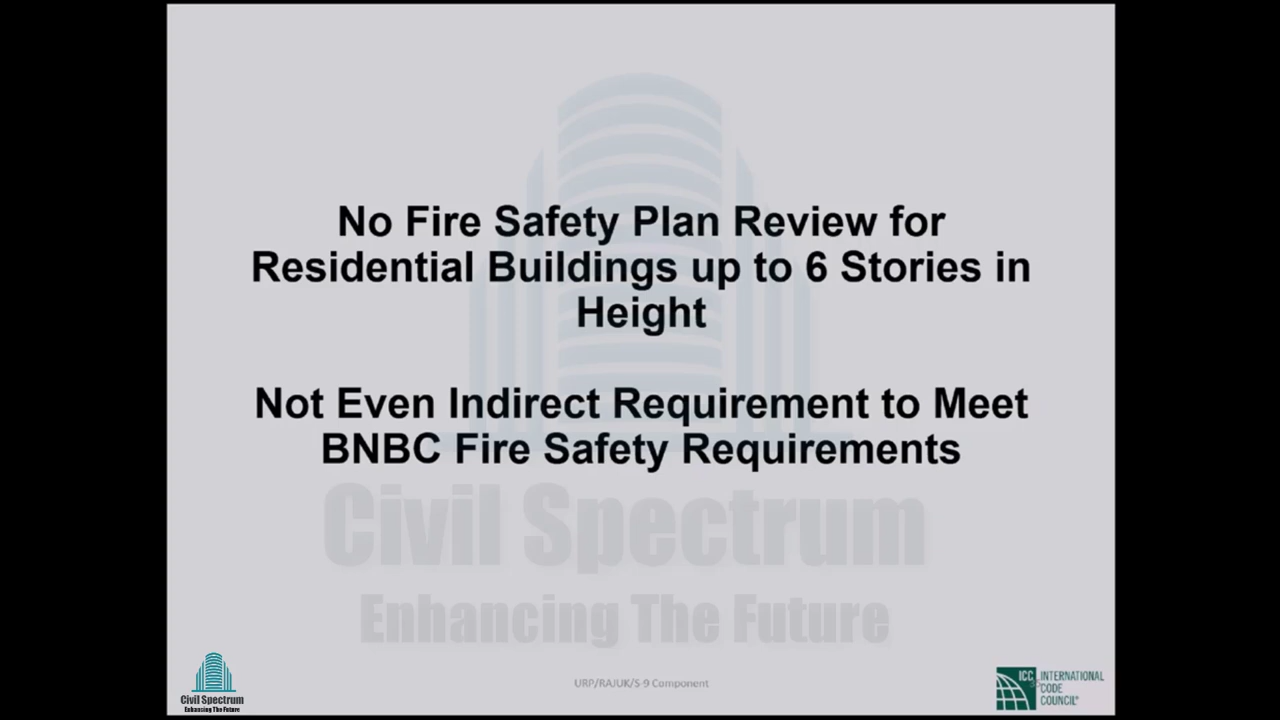 No Fire Safety Plan Review for
Residential Buildings up to 6 Stories in
Height
Not Even Indirect Requirement to Meet
BNBC Fire Safety Requirements
Civil Spectrum
Enhancing The Future
Civil Spectrum
Enhancing The Future
URP/RAJUK/S-9 Component
ICC INTERNATIONAL
CODE
COUNCIL®